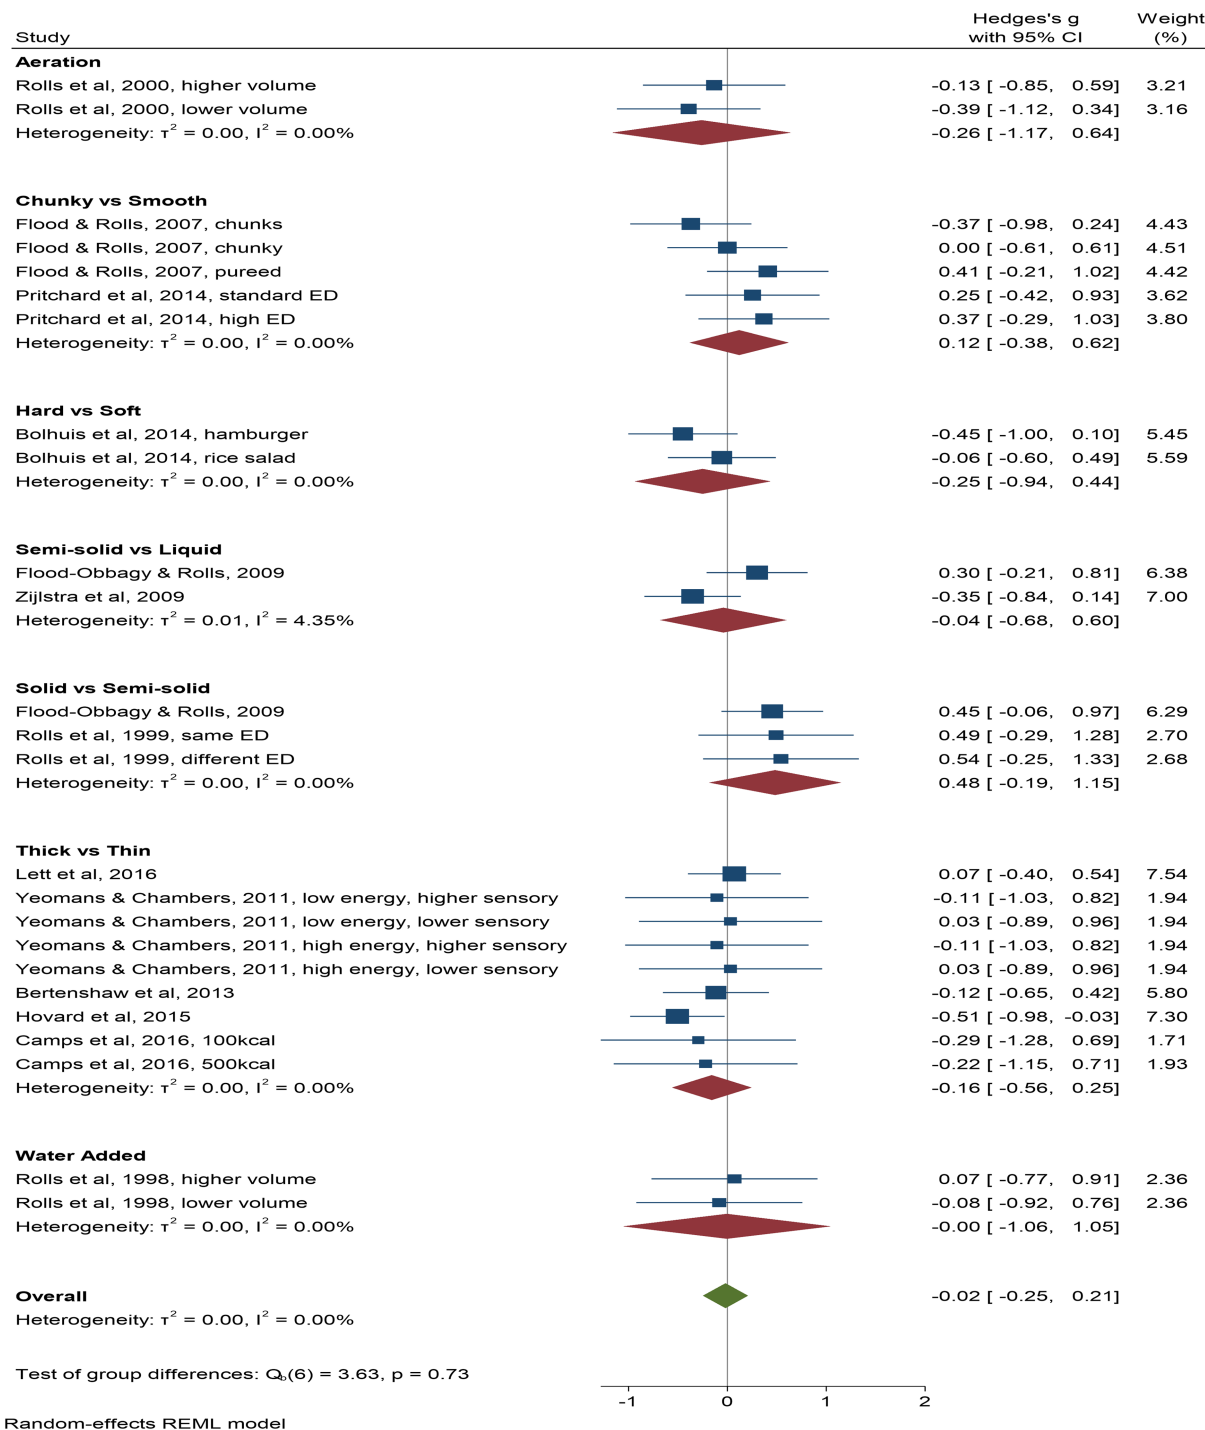 Hedges's g Weight
Study with 95% CI (%)
Aeration
Rolls et al, 2000, higher volume -0.13 [ -0.85, 0.59] 3.21
Rolls et al, 2000, lower volume -0.39 [ -1.12, 0.34] 3.16
Heterogeneity: τ² = 0.00, I² = 0.00% -0.26 [ -1.17, 0.64]
Chunky vs Smooth
Flood & Rolls, 2007, chunks -0.37 [ -0.98, 0.24] 4.43
Flood & Rolls, 2007, chunky 0.00 [ -0.61, 0.61] 4.51
Flood & Rolls, 2007, pureed 0.41 [ -0.21, 1.02] 4.42
Pritchard et al, 2014, standard ED 0.25 [ -0.42, 0.93] 3.62
Pritchard et al, 2014, high ED 0.37 [ -0.29, 1.03] 3.80
Heterogeneity: τ² = 0.00, I² = 0.00% 0.12 [ -0.38, 0.62]
Hard vs Soft
Bolhuis et al, 2014, hamburger -0.45 [ -1.00, 0.10] 5.45
Bolhuis et al, 2014, rice salad -0.06 [ -0.60, 0.49] 5.59
Heterogeneity: τ² = 0.00, I² = 0.00% -0.25 [ -0.94, 0.44]
Semi-solid vs Liquid
Flood-Obbagy & Rolls, 2009 0.30 [ -0.21, 0.81] 6.38
Zijlstra et al, 2009 -0.35 [ -0.84, 0.14] 7.00
Heterogeneity: τ² = 0.01, I² = 4.35% -0.04 [ -0.68, 0.60]
Solid vs Semi-solid
Flood-Obbagy & Rolls, 2009 0.45 [ -0.06, 0.97] 6.29
Rolls et al, 1999, same ED 0.49 [ -0.29, 1.28] 2.70
Rolls et al, 1999, different ED 0.54 [ -0.25, 1.33] 2.68
Heterogeneity: τ² = 0.00, I² = 0.00% 0.48 [ -0.19, 1.15]
Thick vs Thin
Lett et al, 2016 0.07 [ -0.40, 0.54] 7.54
Yeomans & Chambers, 2011, low energy, higher sensory -0.11 [ -1.03, 0.82] 1.94
Yeomans & Chambers, 2011, low energy, lower sensory 0.03 [ -0.89, 0.96] 1.94
Yeomans & Chambers, 2011, high energy, higher sensory -0.11 [ -1.03, 0.82] 1.94
Yeomans & Chambers, 2011, high energy, lower sensory 0.03 [ -0.89, 0.96] 1.94
Bertenshaw et al, 2013 -0.12 [ -0.65, 0.42] 5.80
Hovard et al, 2015 -0.51 [ -0.98, -0.03] 7.30
Camps et al, 2016, 100kcal -0.29 [ -1.28, 0.69] 1.71
Camps et al, 2016, 500kcal -0.22 [ -1.15, 0.71] 1.93
Heterogeneity: τ² = 0.00, I² = 0.00% -0.16 [ -0.56, 0.25]
Water Added
Rolls et al, 1998, higher volume 0.07 [ -0.77, 0.91] 2.36
Rolls et al, 1998, lower volume -0.08 [ -0.92, 0.76] 2.36
Heterogeneity: τ² = 0.00, I² = 0.00% -0.00 [ -1.06, 1.05]
Overall -0.02 [ -0.25, 0.21]
Heterogeneity: τ² = 0.00, I² = 0.00%
Test of group differences: Q_b(6) = 3.63, p = 0.73
-1 0 1 2
Random-effects REML model